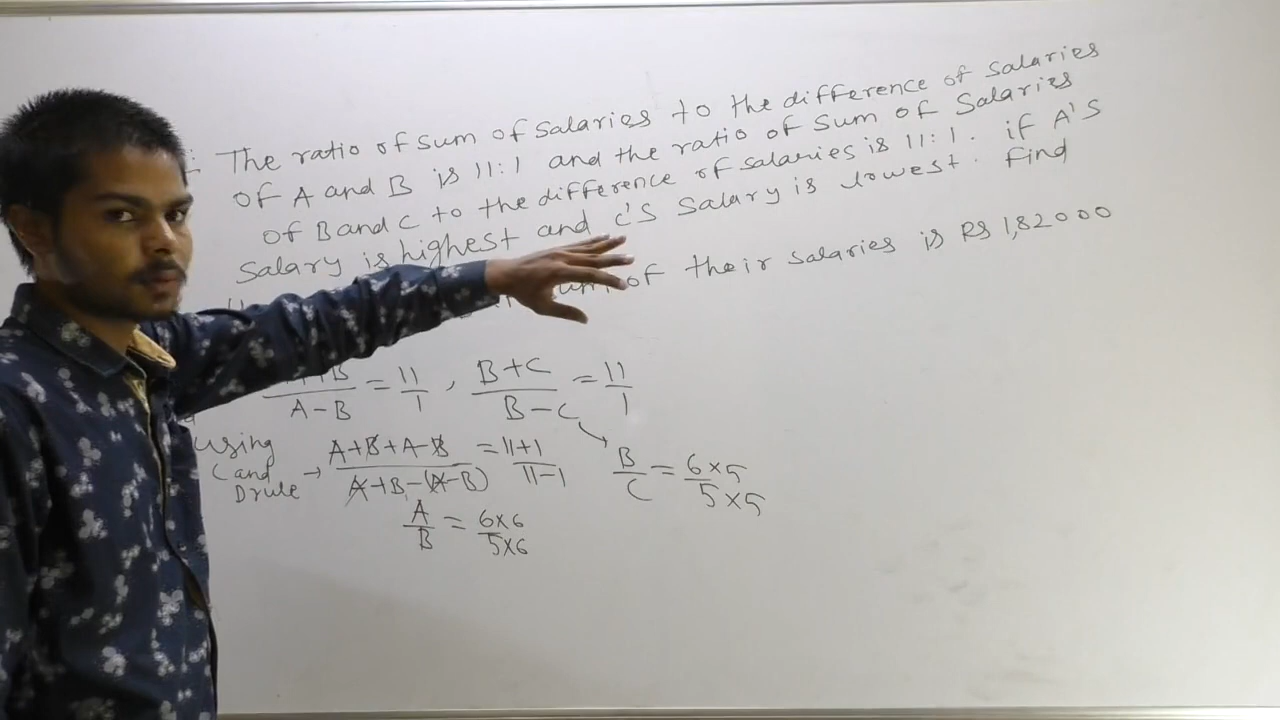 The ratio of sum of salaries to the difference of salaries
of A and B is 11:1 and the ratio of sum of salaries
of B and C to the difference of salaries is 11:1. if A's
salary is highest and c's salary is lowest. Find
of their salaries is Rs 1,82000
A-B = 11/1 , B+C/B-C = 11/1
Using C and D rule → A+B+A-B/A+B-(A-B) = 11+1/11-1
B/C = 6×5/5×5
A/B = 6×6/5×6